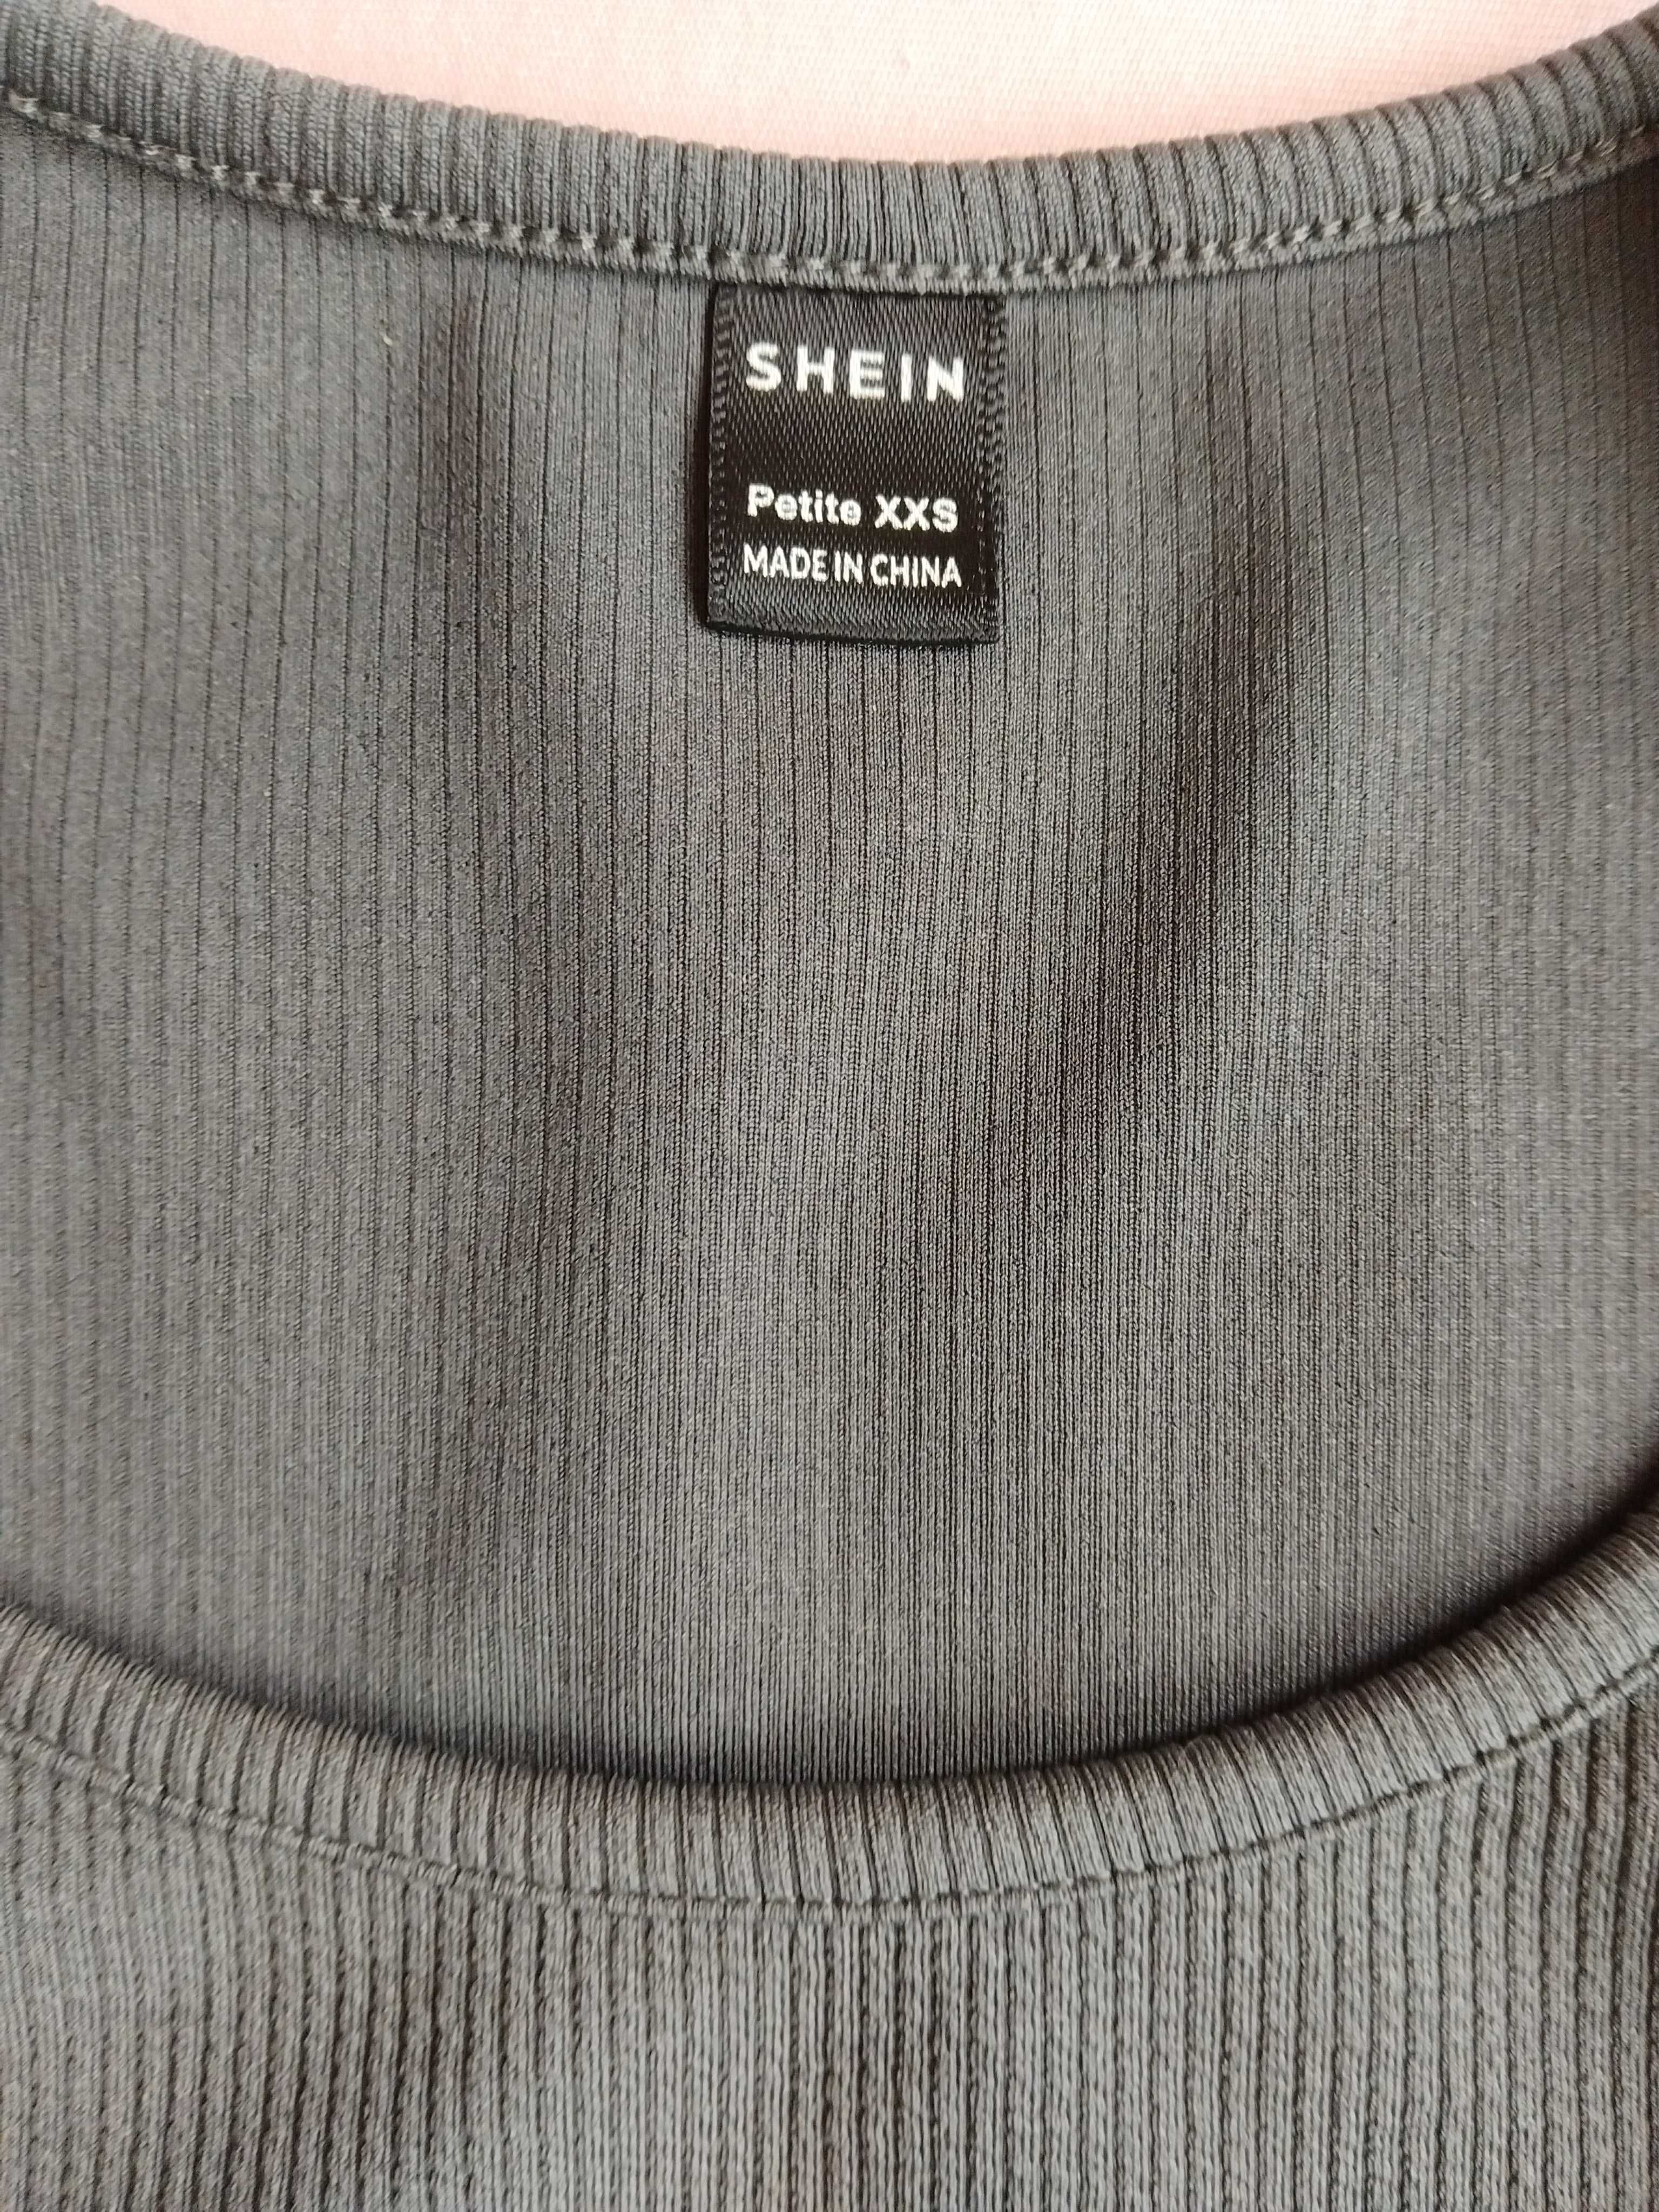 SHEIN
Petite XXS
MADE IN CHINA